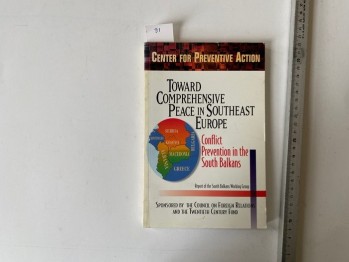 91
CENTER FOR PREVENTIVE ACTION
TOWARD
COMPREHENSIVE
PEACE IN SOUTHEAST
EUROPE
Conflict
Prevention in the
South Balkans
SERBIA
KOSOVO
MACEDONIA
ALBANIA
GREECE
Report of the South Balkans Working Group
SPONSORED BY THE COUNCIL ON FOREIGN RELATIONS
AND THE TWENTIETH CENTURY FUND